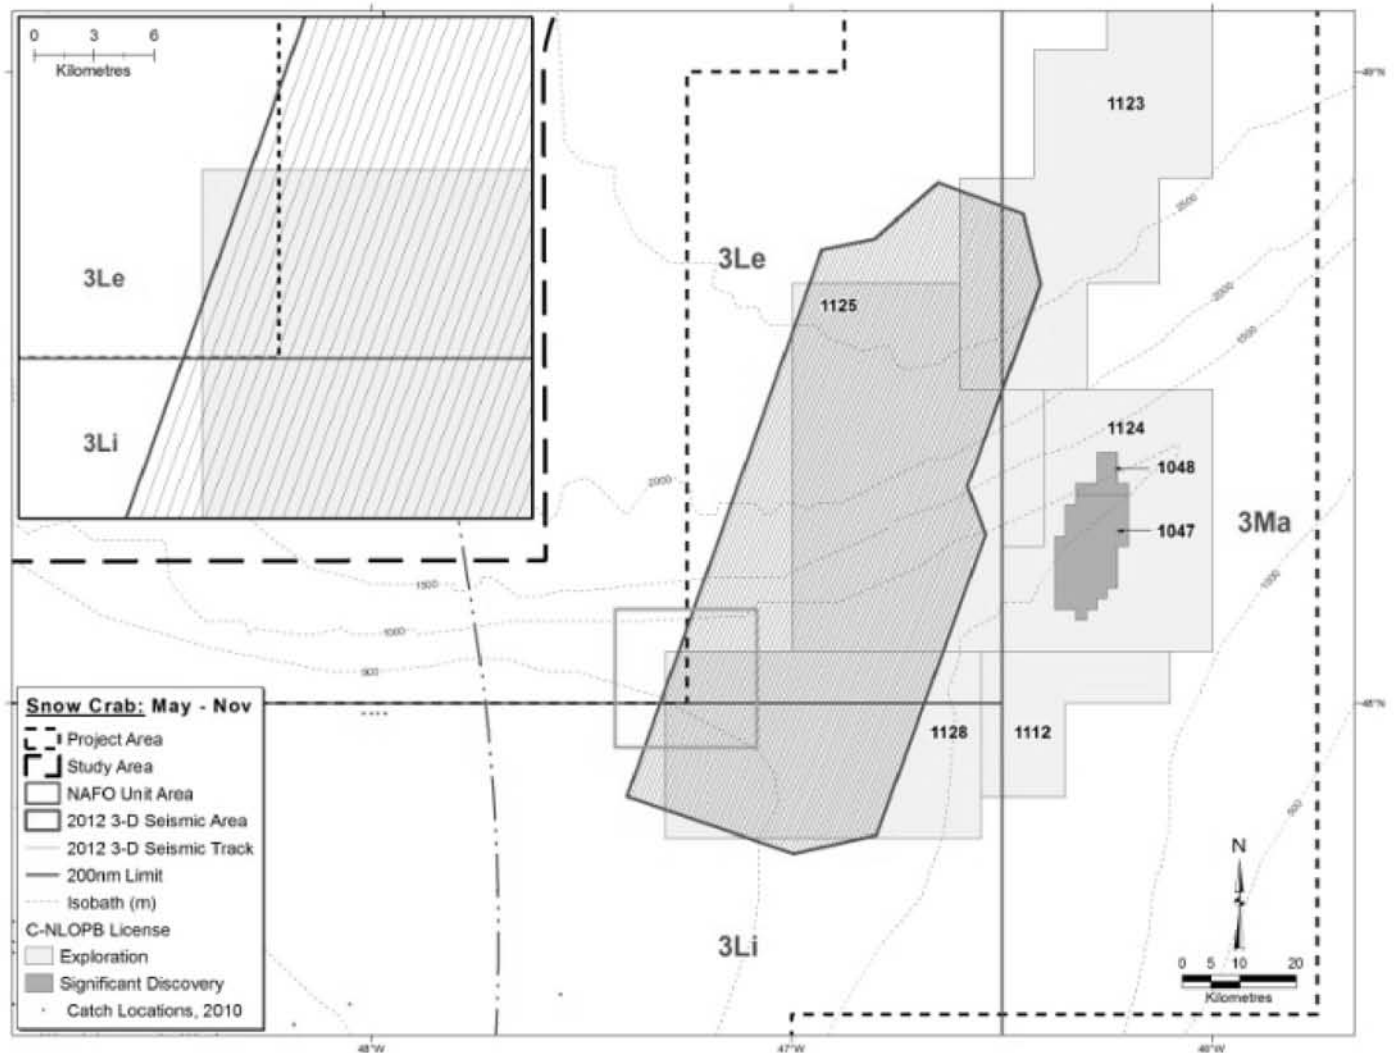 0 3 6
Kilometres
49°N
1123
2500
3Le
3Le
1125
2000
1500
3Li
1124
1048
2000
1047
3Ma
1500
1000
1000
500
48°N
Snow Crab: May - Nov
Project Area
Study Area
NAFO Unit Area
2012 3-D Seismic Area
2012 3-D Seismic Track
200nm Limit
Isobath (m)
C-NLOPB License
Exploration
Significant Discovery
Catch Locations, 2010
1128
1112
500
N
3Li
0 5 10 20
Kilometres
48°W
47°W
46°W